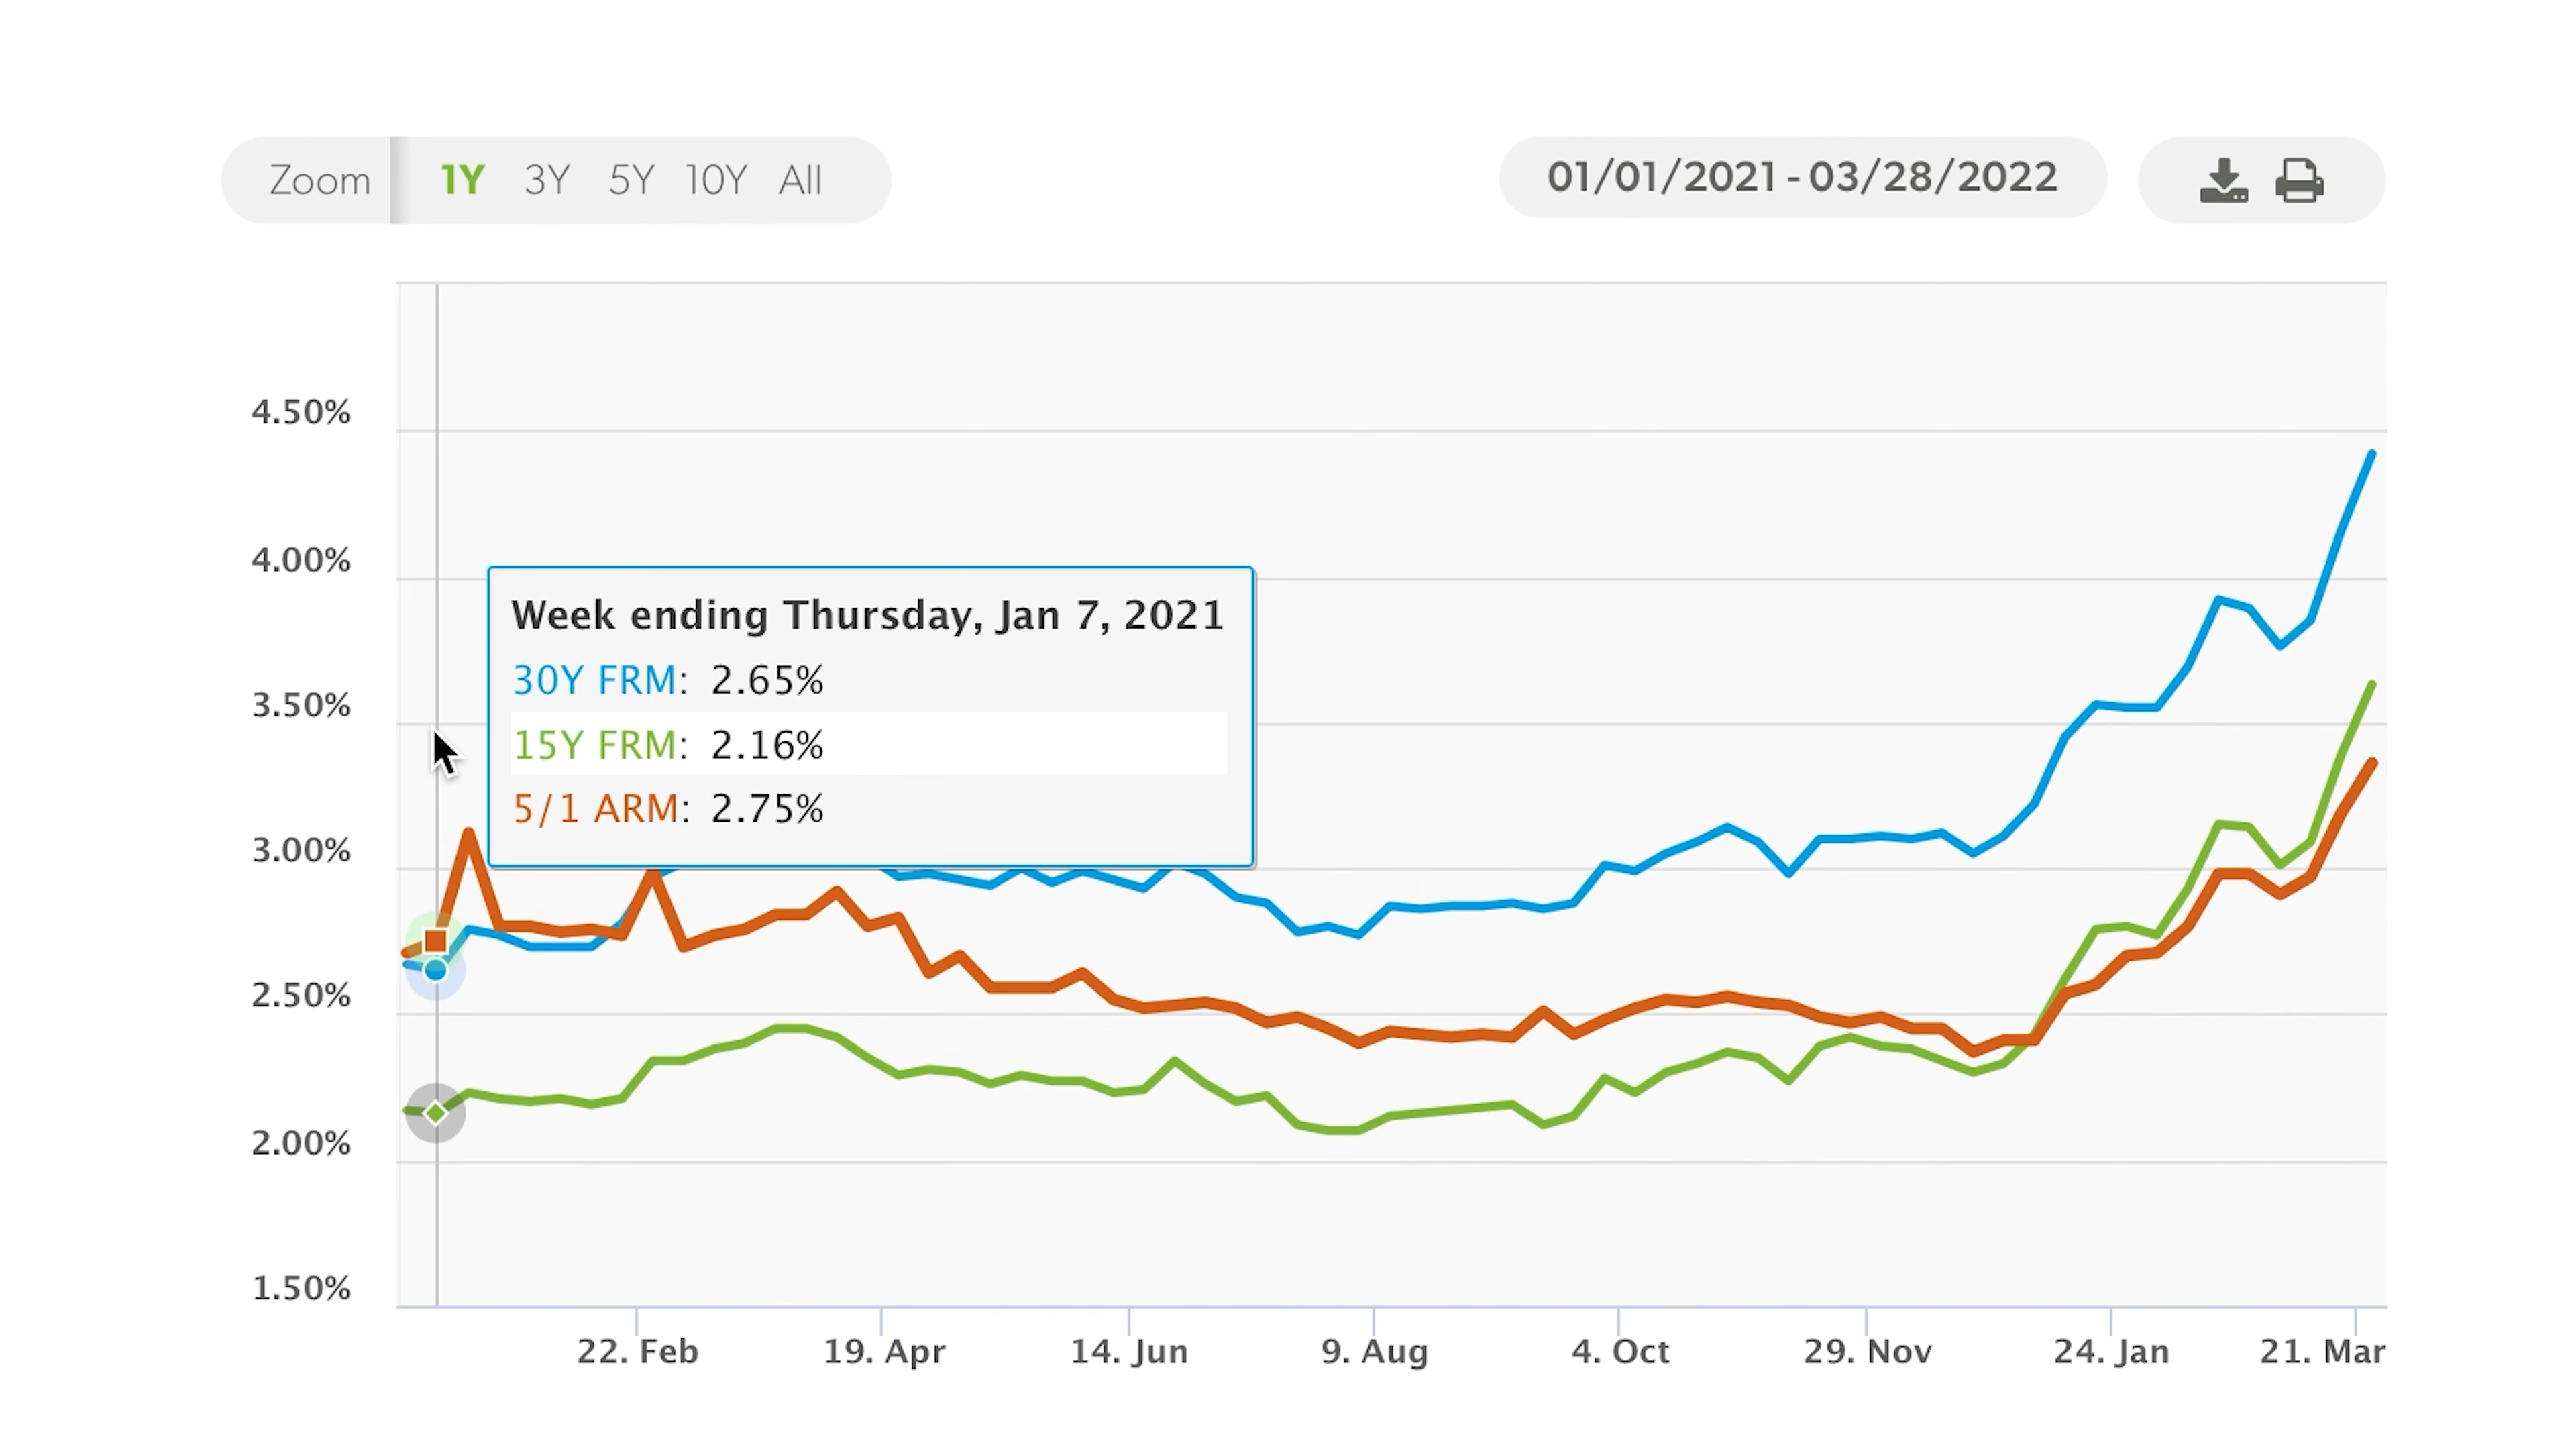 Zoom 1Y 3Y 5Y 10Y All
01/01/2021 - 03/28/2022
4.50%
4.00%
3.50%
3.00%
2.50%
2.00%
1.50%
Week ending Thursday, Jan 7, 2021
30Y FRM: 2.65%
15Y FRM: 2.16%
5/1 ARM: 2.75%
22. Feb 19. Apr 14. Jun 9. Aug 4. Oct 29. Nov 24. Jan 21. Mar